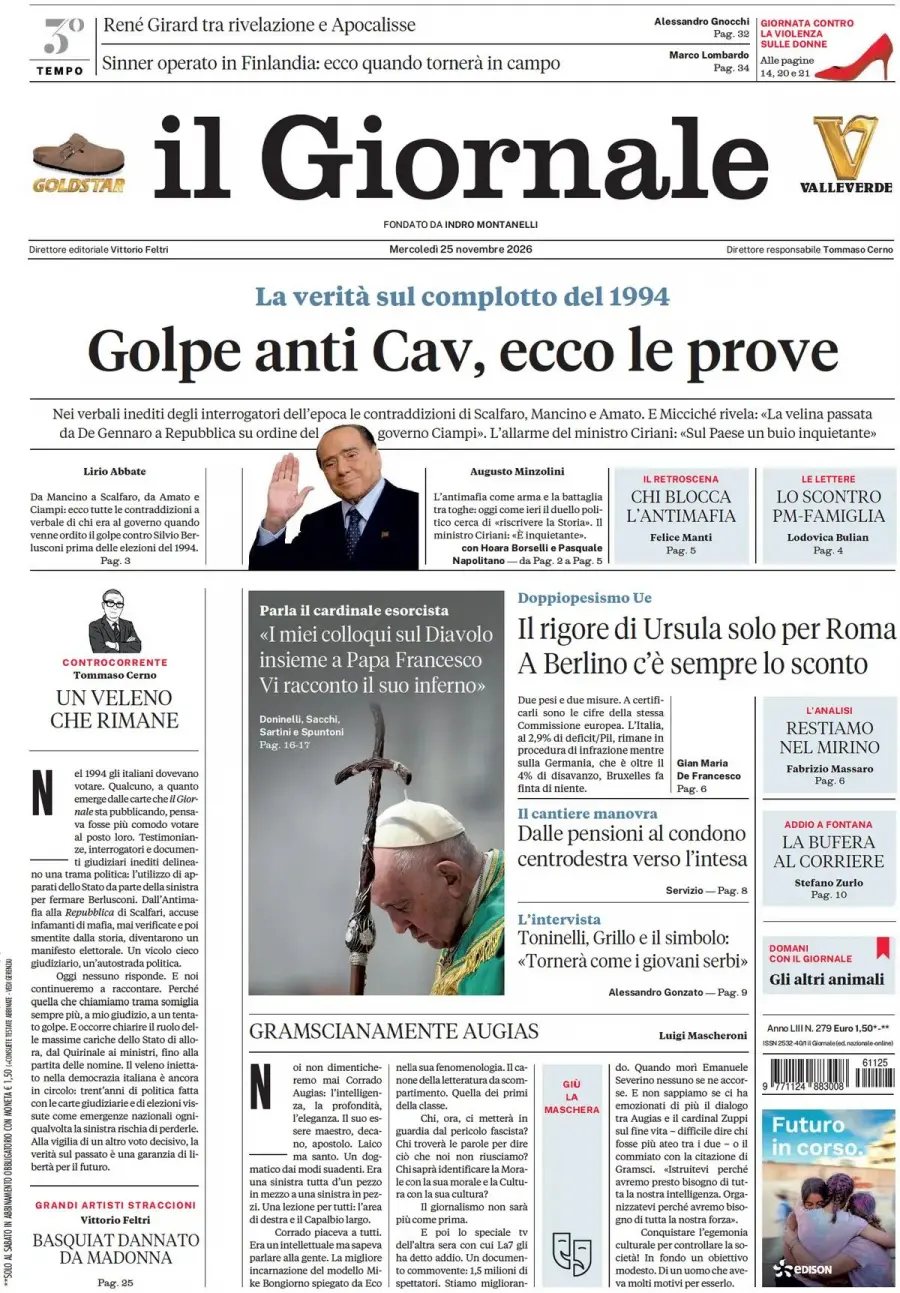 3º
TEMPO
René Girard tra rivelazione e Apocalisse
Alessandro Gnocchi
Pag. 32
Sinner operato in Finlandia: ecco quando tornerà in campo
Marco Lombardo
Pag. 34
GIORNATA CONTRO
LA VIOLENZA
SULLE DONNE
Alle pagine
14, 20 e 21
GOLDSTAR
il Giornale
VALLEVERDE
FONDATO DA INDRO MONTANELLI
Direttore editoriale Vittorio Feltri
Mercoledì 25 novembre 2026
Direttore responsabile Tommaso Cerno
La verità sul complotto del 1994
Golpe anti Cav, ecco le prove
Nei verbali inediti degli interrogatori dell'epoca le contraddizioni di Scalfaro, Mancino e Amato. E Micciché rivela: «La velina passata
da De Gennaro a Repubblica su ordine del governo Ciampi». L'allarme del ministro Ciriani: «Sul Paese un buio inquietante»
Lirio Abbate
Da Mancino a Scalfaro, da Amato e
Ciampi: ecco tutte le contraddizioni a
verbale di chi era al governo quando
venne ordito il golpe contro Silvio Ber-
lusconi prima delle elezioni del 1994.
Pag. 3
Augusto Minzolini
L'antimafia come arma e la battaglia
tra toghe: oggi come ieri il duello poli-
tico cerca di «riscrivere la Storia». Il
ministro Ciriani: «È inquietante».
con Hoara Borselli e Pasquale
Napolitano — da Pag. 2 a Pag. 5
IL RETROSCENA
CHI BLOCCA
L'ANTIMAFIA
Felice Manti
Pag. 5
LE LETTERE
LO SCONTRO
PM-FAMIGLIA
Lodovica Bulian
Pag. 4
CONTROCORRENTE
Tommaso Cerno
UN VELENO
CHE RIMANE
Nel 1994 gli italiani dovevano
votare. Qualcuno, a quanto
emerge dalle carte che il Gior-
nale sta pubblicando, pensa-
va fosse più comodo votare
al posto loro. Testimonian-
ze, interrogatori e documen-
ti giudiziari inediti delinea-
no una trama politica: l'utilizzo di ap-
parati dello Stato da parte della sinistra
per fermare Berlusconi. Dall'Antima-
fia alla Repubblica di Scalfari, accuse
infamanti di mafia, mai verificate e poi
smentite dalla storia, diventarono un
manifesto elettorale. Un vicolo cieco
giudiziario, un'autostrada politica.
Oggi nessuno risponde. E noi
continueremo a raccontare. Perché
quella che chiamiamo trama somiglia
sempre più, a mio giudizio, a un tenta-
to golpe. E occorre chiarire il ruolo del-
le massime cariche dello Stato di allo-
ra, dal Quirinale ai ministri, fino alla
partita delle nomine. Il veleno iniettato
nella democrazia italiana è ancora
in circolo: trent'anni di politica fatta
con le carte giudiziarie e di elezioni vis-
sute come emergenze nazionali ogni-
qualvolta la sinistra rischia di perderle.
Alla vigilia di un altro voto decisivo, la
verità sul passato è una garanzia di li-
bertà per il futuro.
GRANDI ARTISTI STRACCIONI
Vittorio Feltri
BASQUIAT DANNATO
DA MADONNA
Pag. 25
Parla il cardinale esorcista
«I miei colloqui sul Diavolo
insieme a Papa Francesco
Vi racconto il suo inferno»
Doninelli, Sacchi,
Sartini e Spuntoni
Pag. 16-17
Doppiopesismo Ue
Il rigore di Ursula solo per Roma
A Berlino c'è sempre lo sconto
Due pesi e due misure. A certifi-
carli sono le cifre della stessa
Commissione europea. L'Italia,
al 2,9% di deficit/Pil, rimane in
procedura di infrazione mentre
sulla Germania, che è oltre il
4% di disavanzo, Bruxelles fa
finta di niente.
Gian Maria
De Francesco
Pag. 6
Il cantiere manovra
Dalle pensioni al condono
centrodestra verso l'intesa
Servizio — Pag. 8
L'intervista
Toninelli, Grillo e il simbolo:
«Tornerà come i giovani serbi»
Alessandro Gonzato — Pag. 9
L'ANALISI
RESTIAMO
NEL MIRINO
Fabrizio Massaro
Pag. 6
ADDIO A FONTANA
LA BUFERA
AL CORRIERE
Stefano Zurlo
Pag. 10
DOMANI
CON IL GIORNALE
Gli altri animali
Anno LIII N. 279 Euro 1,50*-**
ISSN 2532-4071 il Giornale (ed. nazionale-online)
61125
9 771124 883008
Futuro
in corso.
EDISON
GRAMSCIANAMENTE AUGIAS
Luigi Mascheroni
Noi non dimentiche-
remo mai Corrado
Augias: l'intelligen-
za, la profondità,
l'eleganza. Il suo es-
sere maestro, deca-
no, apostolo. Laico
ma santo. Un dog-
matico dai modi suadenti. Era
una sinistra tutta d'un pezzo
in mezzo a una sinistra in pez-
zi. Una lezione per tutti: l'area
di destra e il Capalbio largo.
Corrado piaceva a tutti.
Era un intellettuale ma sapeva
parlare alla gente. La migliore
incarnazione del modello Mi-
ke Bongiorno spiegato da Eco
nella sua fenomenologia. Il ca-
none della letteratura da scom-
partimento. Quella dei primi
della classe.
Chi, ora, ci metterà in
guardia dal pericolo fascista?
Chi troverà le parole per dire
ciò che noi non riusciamo?
Chi saprà identificare la Mora-
le con la sua morale e la Cultu-
ra con la sua cultura?
Il giornalismo non sarà
più come prima.
E poi lo speciale tv
dell'altra sera con cui La7 gli
ha detto addio. Un documen-
to commovente: 1,5 milioni di
spettatori. Stiamo miglioran-
GIÙ
LA
MASCHERA
do. Quando morì Emanuele
Severino nessuno se ne accor-
se. E non sappiamo se ci ha
emozionati di più il dialogo
tra Augias e il cardinal Zuppi
sul fine vita – difficile dire chi
fosse più ateo tra i due – o il
commiato con la citazione di
Gramsci. «Istruitevi perché
avremo presto bisogno di tut-
ta la nostra intelligenza. Orga-
nizzatevi perché avremo biso-
gno di tutta la nostra forza».
Conquistare l'egemonia
culturale per controllare la so-
cietà! In fondo un obiettivo
modesto. Di un uomo che ave-
va molti motivi per esserlo.
**SOLO AL SABATO IN ABBINAMENTO OBBLIGATORIO CON MONETA € 1,50 (+CONSUETE TESTATE ABBINATE - VEDI GERENZA)